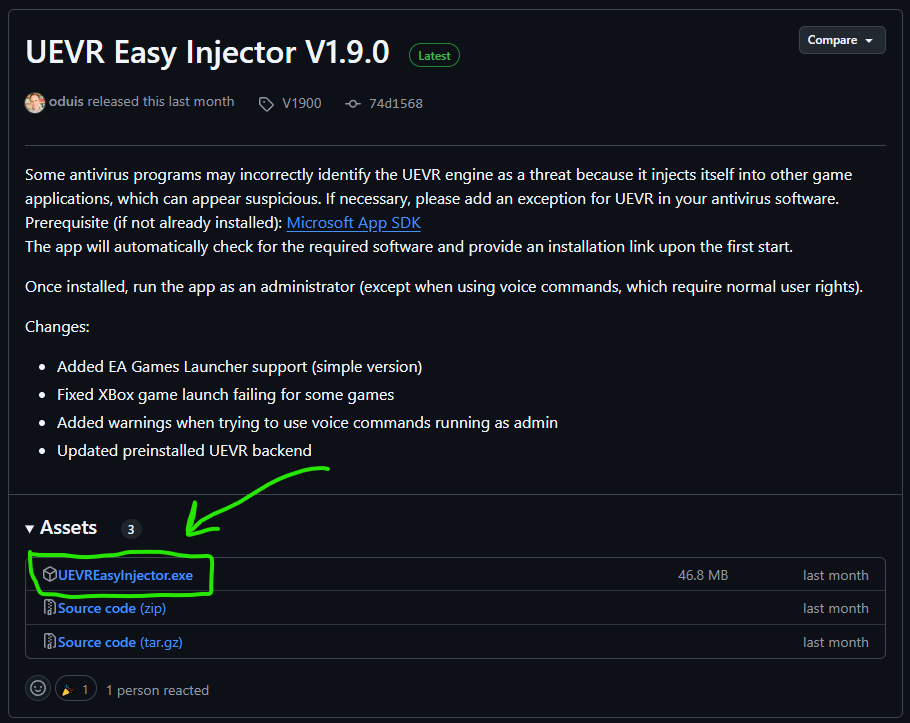 UEVR Easy Injector V1.9.0 Latest Compare
oduis released this last month V1900 74d1568
Some antivirus programs may incorrectly identify the UEVR engine as a threat because it injects itself into other game
applications, which can appear suspicious. If necessary, please add an exception for UEVR in your antivirus software.
Prerequisite (if not already installed): Microsoft App SDK
The app will automatically check for the required software and provide an installation link upon the first start.
Once installed, run the app as an administrator (except when using voice commands, which require normal user rights).
Changes:
Added EA Games Launcher support (simple version)
Fixed XBox game launch failing for some games
Added warnings when trying to use voice commands running as admin
Updated preinstalled UEVR backend
Assets 3
UEVREasyInjector.exe 46.8 MB last month
Source code (zip) last month
Source code (tar.gz) last month
1 1 person reacted